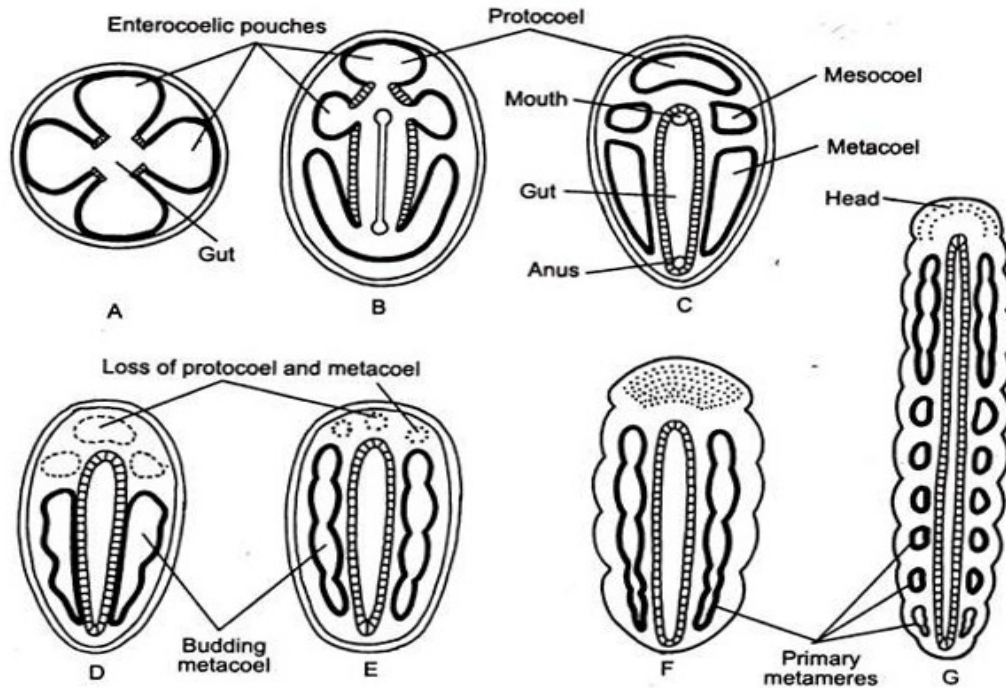 Enterocoelic pouches
Protocoel
Mouth
Mesocoel
Metacoel
Gut
Gut
Anus
Head
A
B
C
Loss of protocoel and metacoel
Budding
metacoel
Primary
metameres
D
E
F
G